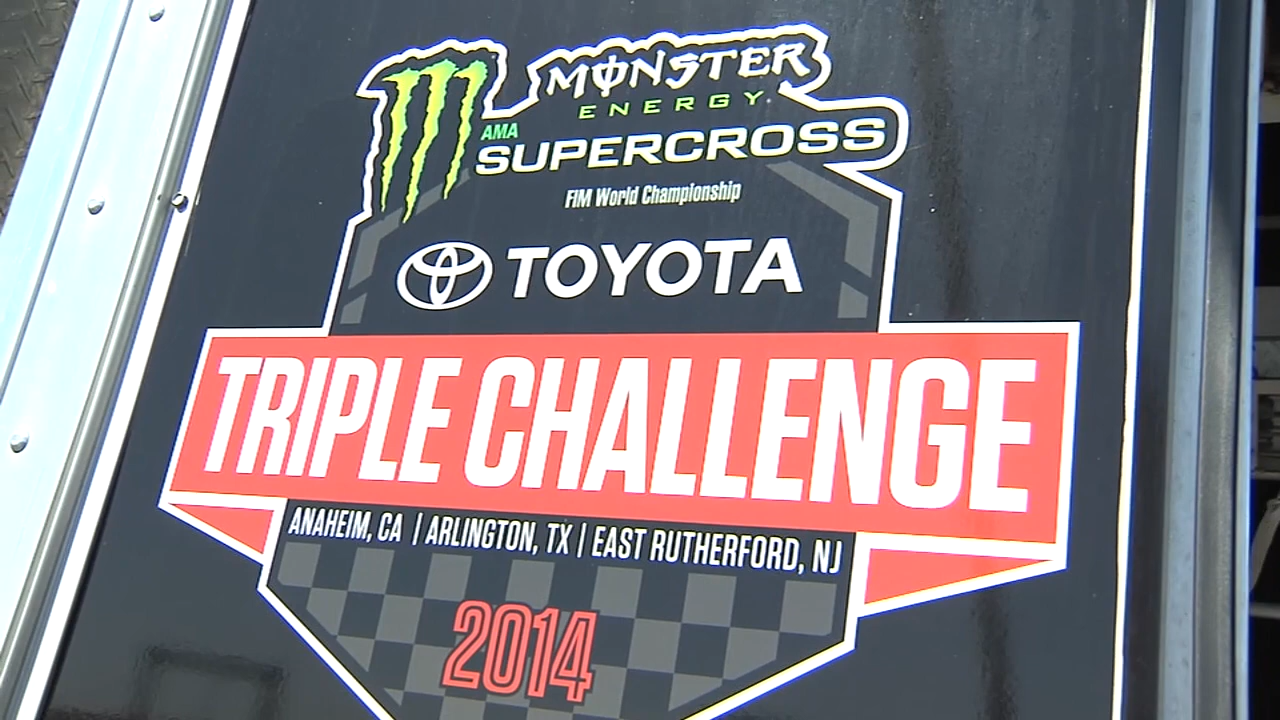 MONSTER
ENERGY
AMA
SUPERCROSS
FIM World Championship
TOYOTA
TRIPLE CHALLENGE
ANAHEIM, CA | ARLINGTON, TX | EAST RUTHERFORD, NJ
2014